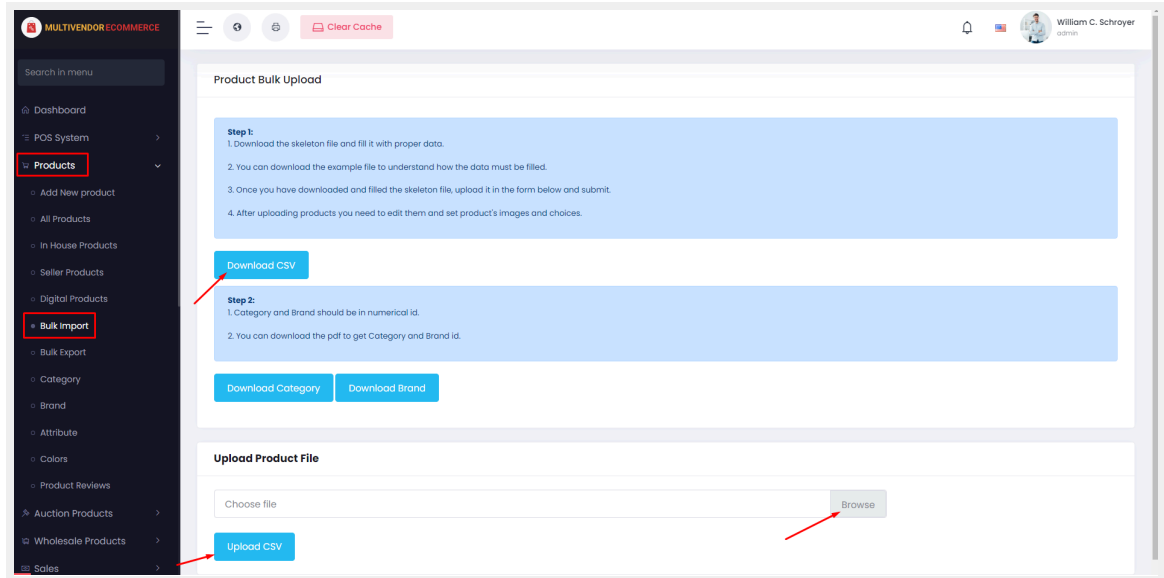 MULTIVENDOR ECOMMERCE
Clear Cache
William C. Schroyer
admin
Search in menu
Dashboard
POS System
Products
Add New product
All Products
In House Products
Seller Products
Digital Products
Bulk Import
Bulk Export
Category
Brand
Attribute
Colors
Product Reviews
Auction Products
Wholesale Products
Sales
Product Bulk Upload
Step 1:
1. Download the skeleton file and fill it with proper data.
2. You can download the example file to understand how the data must be filled.
3. Once you have downloaded and filled the skeleton file, upload it in the form below and submit.
4. After uploading products you need to edit them and set product's images and choices.
Download CSV
Step 2:
1. Category and Brand should be in numerical id.
2. You can download the pdf to get Category and Brand id.
Download Category Download Brand
Upload Product File
Choose file Browse
Upload CSV